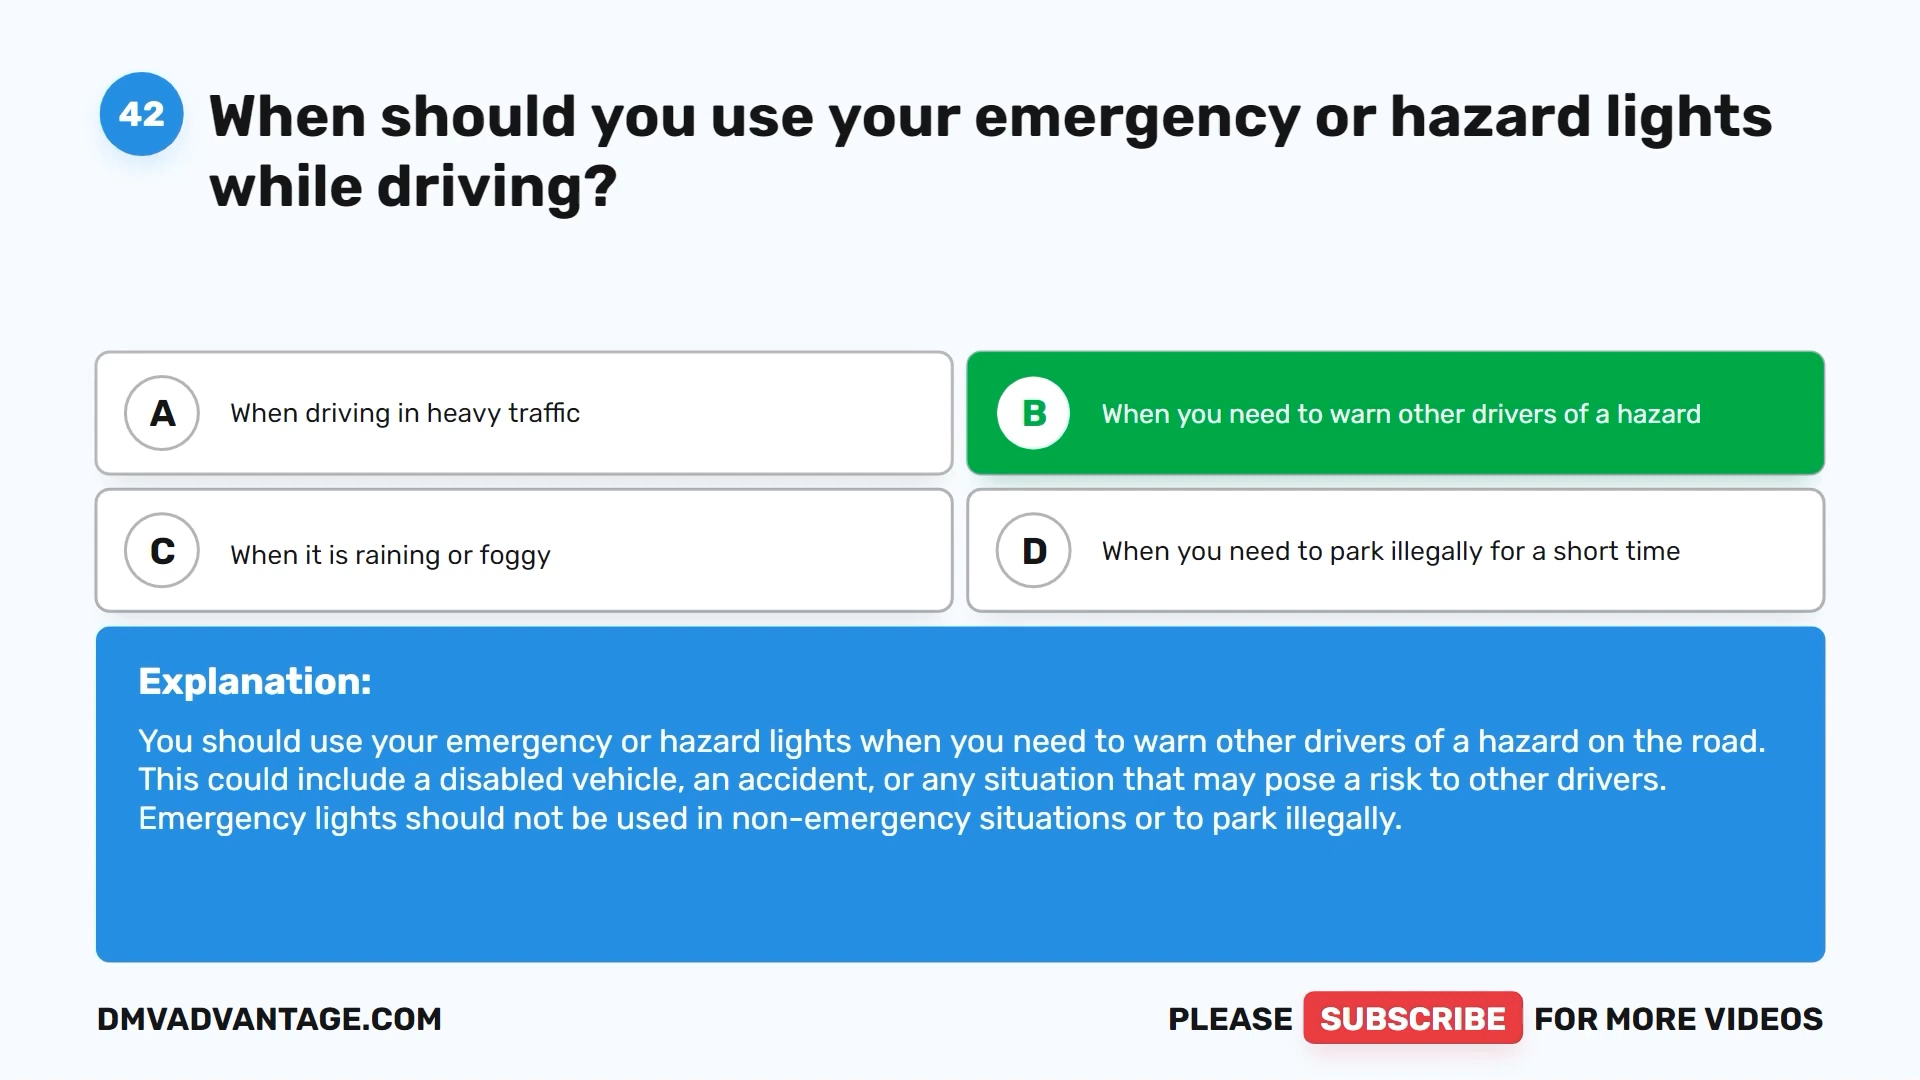 42
When should you use your emergency or hazard lights
while driving?
A
When driving in heavy traffic
B
When you need to warn other drivers of a hazard
C
When it is raining or foggy
D
When you need to park illegally for a short time
Explanation:
You should use your emergency or hazard lights when you need to warn other drivers of a hazard on the road.
This could include a disabled vehicle, an accident, or any situation that may pose a risk to other drivers.
Emergency lights should not be used in non-emergency situations or to park illegally.
DMVADVANTAGE.COM
PLEASE SUBSCRIBE FOR MORE VIDEOS